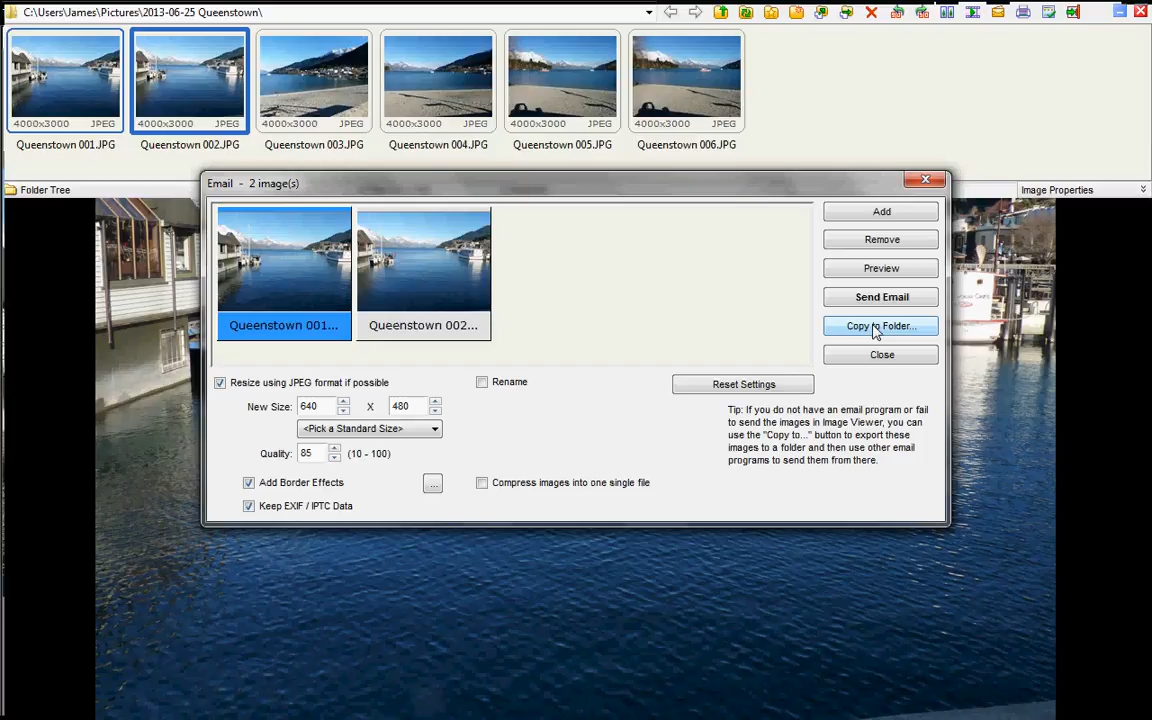 C:\Users\James\Pictures\2013-06-25 Queenstown\
4000x3000 JPEG
4000x3000 JPEG
4000x3000 JPEG
4000x3000 JPEG
4000x3000 JPEG
4000x3000 JPEG
Queenstown 001.JPG
Queenstown 002.JPG
Queenstown 003.JPG
Queenstown 004.JPG
Queenstown 005.JPG
Queenstown 006.JPG
Folder Tree
Image Properties
Email - 2 image(s)
Queenstown 001...
Queenstown 002...
Add
Remove
Preview
Send Email
Copy to Folder...
Close
Resize using JPEG format if possible
New Size: 640 X 480
<Pick a Standard Size>
Quality: 85 (10 - 100)
Add Border Effects ...
Keep EXIF / IPTC Data
Rename
Compress images into one single file
Reset Settings
Tip: If you do not have an email program or fail
to send the images in Image Viewer, you can
use the "Copy to..." button to export these
images to a folder and then use other email
programs to send them from there.